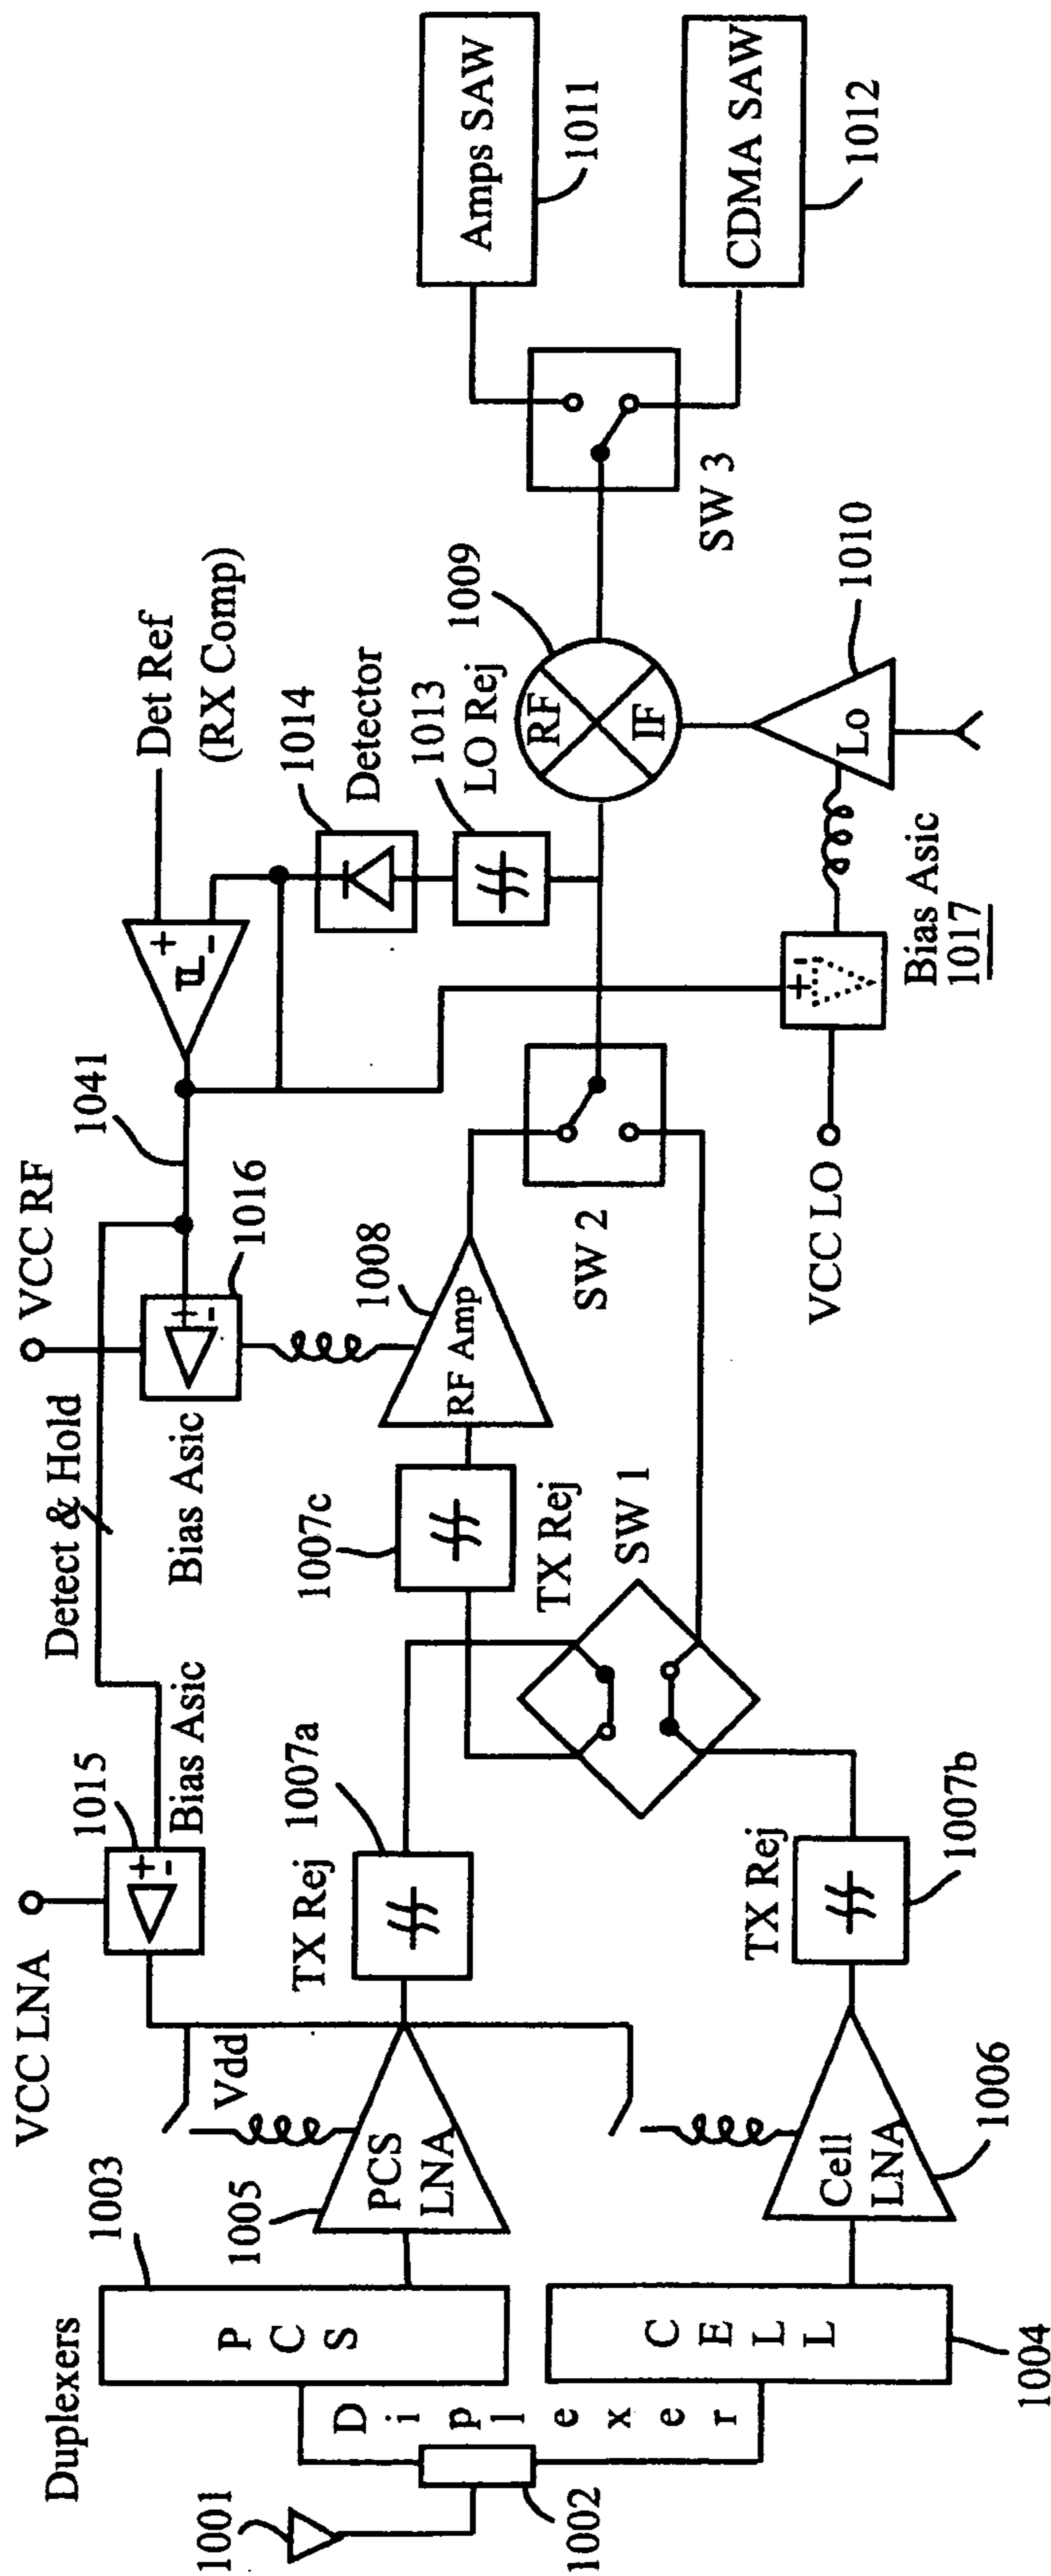 Duplexers
1001
1002
Diplexer
1003
PCS
1004
CELL
VCC LNA
1015
Bias Asic
Vdd
1005
PCS
LNA
Cell
LNA
1006
TX Rej
1007a
TX Rej
1007b
Detect & Hold
VCC RF
1016
Bias Asic
1041
1007c
TX Rej
SW 1
RF Amp
1008
SW 2
VCC LO
Det Ref
(RX Comp)
+
-
1014
Detector
1013
LO Rej
+
-
+
-
+
-
Bias Asic
1017
RF
IF
1009
Lo
1010
SW 3
Amps SAW
1011
CDMA SAW
1012